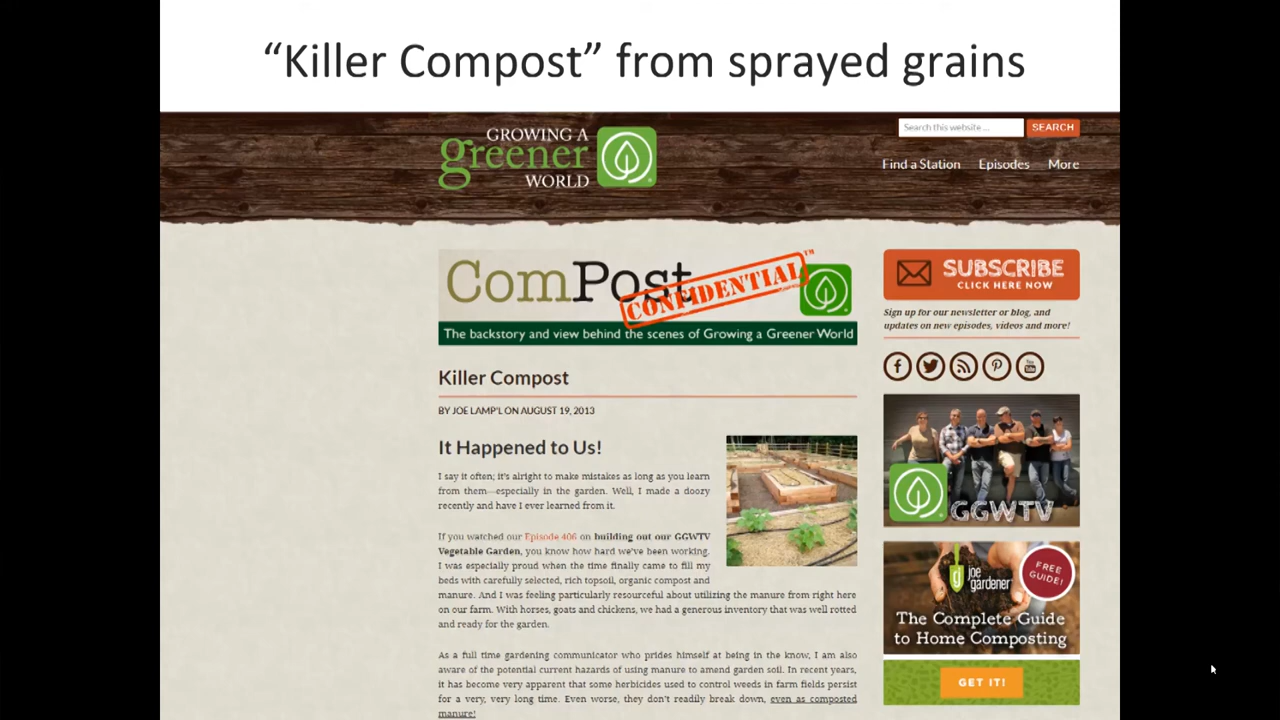 “Killer Compost” from sprayed grains
GROWING A
greener
WORLD
Search this website ...
SEARCH
Find a Station
Episodes
More
ComPost
CONFIDENTIAL™
The backstory and view behind the scenes of Growing a Greener World
Killer Compost
BY JOE LAMP'L ON AUGUST 19, 2013
It Happened to Us!
I say it often; it's alright to make mistakes as long as you learn
from them—especially in the garden. Well, I made a doozy
recently and have I ever learned from it.
If you watched our Episode 406 on building out our GGWTV
Vegetable Garden, you know how hard we've been working.
I was especially proud when the time finally came to fill my
beds with carefully selected, rich topsoil, organic compost and
manure. And I was feeling particularly resourceful about utilizing the manure from right here
on our farm. With horses, goats and chickens, we had a generous inventory that was well rotted
and ready for the garden.
As a full time gardening communicator who prides himself at being in the know, I am also
aware of the potential current hazards of using manure to amend garden soil. In recent years,
it has become very apparent that some herbicides used to control weeds in farm fields persist
for a very, very long time. Even worse, they don't readily break down, even as composted
manure!
SUBSCRIBE
CLICK HERE NOW
Sign up for our newsletter or blog, and
updates on new episodes, videos and more!
You
Tube
GGWTV
joe
gardener
FREE
GUIDE!
The Complete Guide
to Home Composting
GET IT!